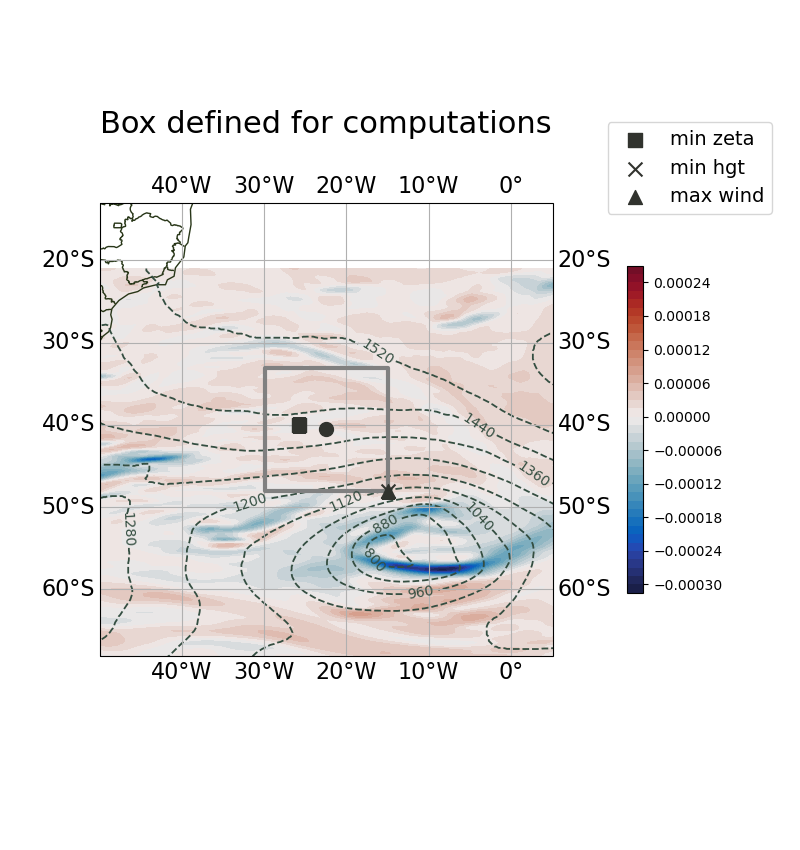 Box defined for computations
min zeta
min hgt
max wind
40°W 30°W 20°W 10°W 0°
20°S 20°S
30°S 30°S
40°S 40°S
50°S 50°S
60°S 60°S
40°W 30°W 20°W 10°W 0°
1520
1440
1360
1280
1200
1120
1040
880
800
960
0.00024
0.00018
0.00012
0.00006
0.00000
−0.00006
−0.00012
−0.00018
−0.00024
−0.00030